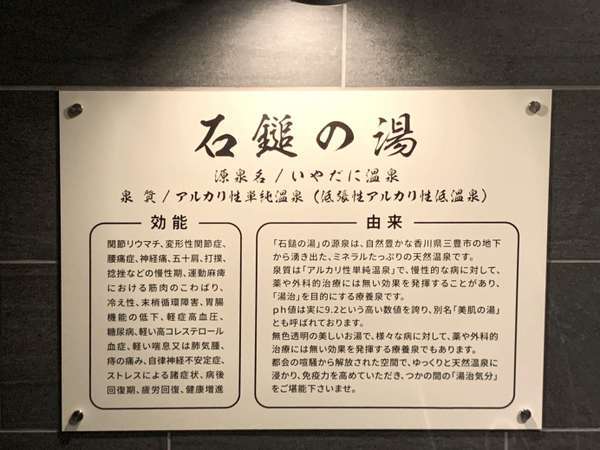 石鎚の湯
源泉名/いやだに温泉
泉質/アルカリ性単純温泉(低張性アルカリ性低温泉)
効能
関節リウマチ、変形性関節症、
腰痛症、神経痛、五十肩、打撲、
捻挫などの慢性期、運動麻痺
における筋肉のこわばり、
冷え性、末梢循環障害、胃腸
機能の低下、軽症高血圧、
糖尿病、軽い高コレステロール
血症、軽い喘息又は肺気腫、
痔の痛み、自律神経不安定症、
ストレスによる諸症状、病後
回復期、疲労回復、健康増進
由来
「石鎚の湯」の源泉は、自然豊かな香川県三豊市の地下
から湧き出た、ミネラルたっぷりの天然温泉です。
泉質は「アルカリ性単純温泉」で、慢性的な病に対して、
薬や外科的治療には無い効果を発揮することがあり、
「湯治」を目的にする療養泉です。
ph値は実に9.2という高い数値を誇り、別名「美肌の湯」
とも呼ばれております。
無色透明の美しいお湯で、様々な病に対して、薬や外科的
治療には無い効果を発揮する療養泉でもあります。
都会の喧騒から解放された空間で、ゆっくりと天然温泉に
浸かり、免疫力を高めていただき、つかの間の「湯治気分」
をご堪能下さいませ。